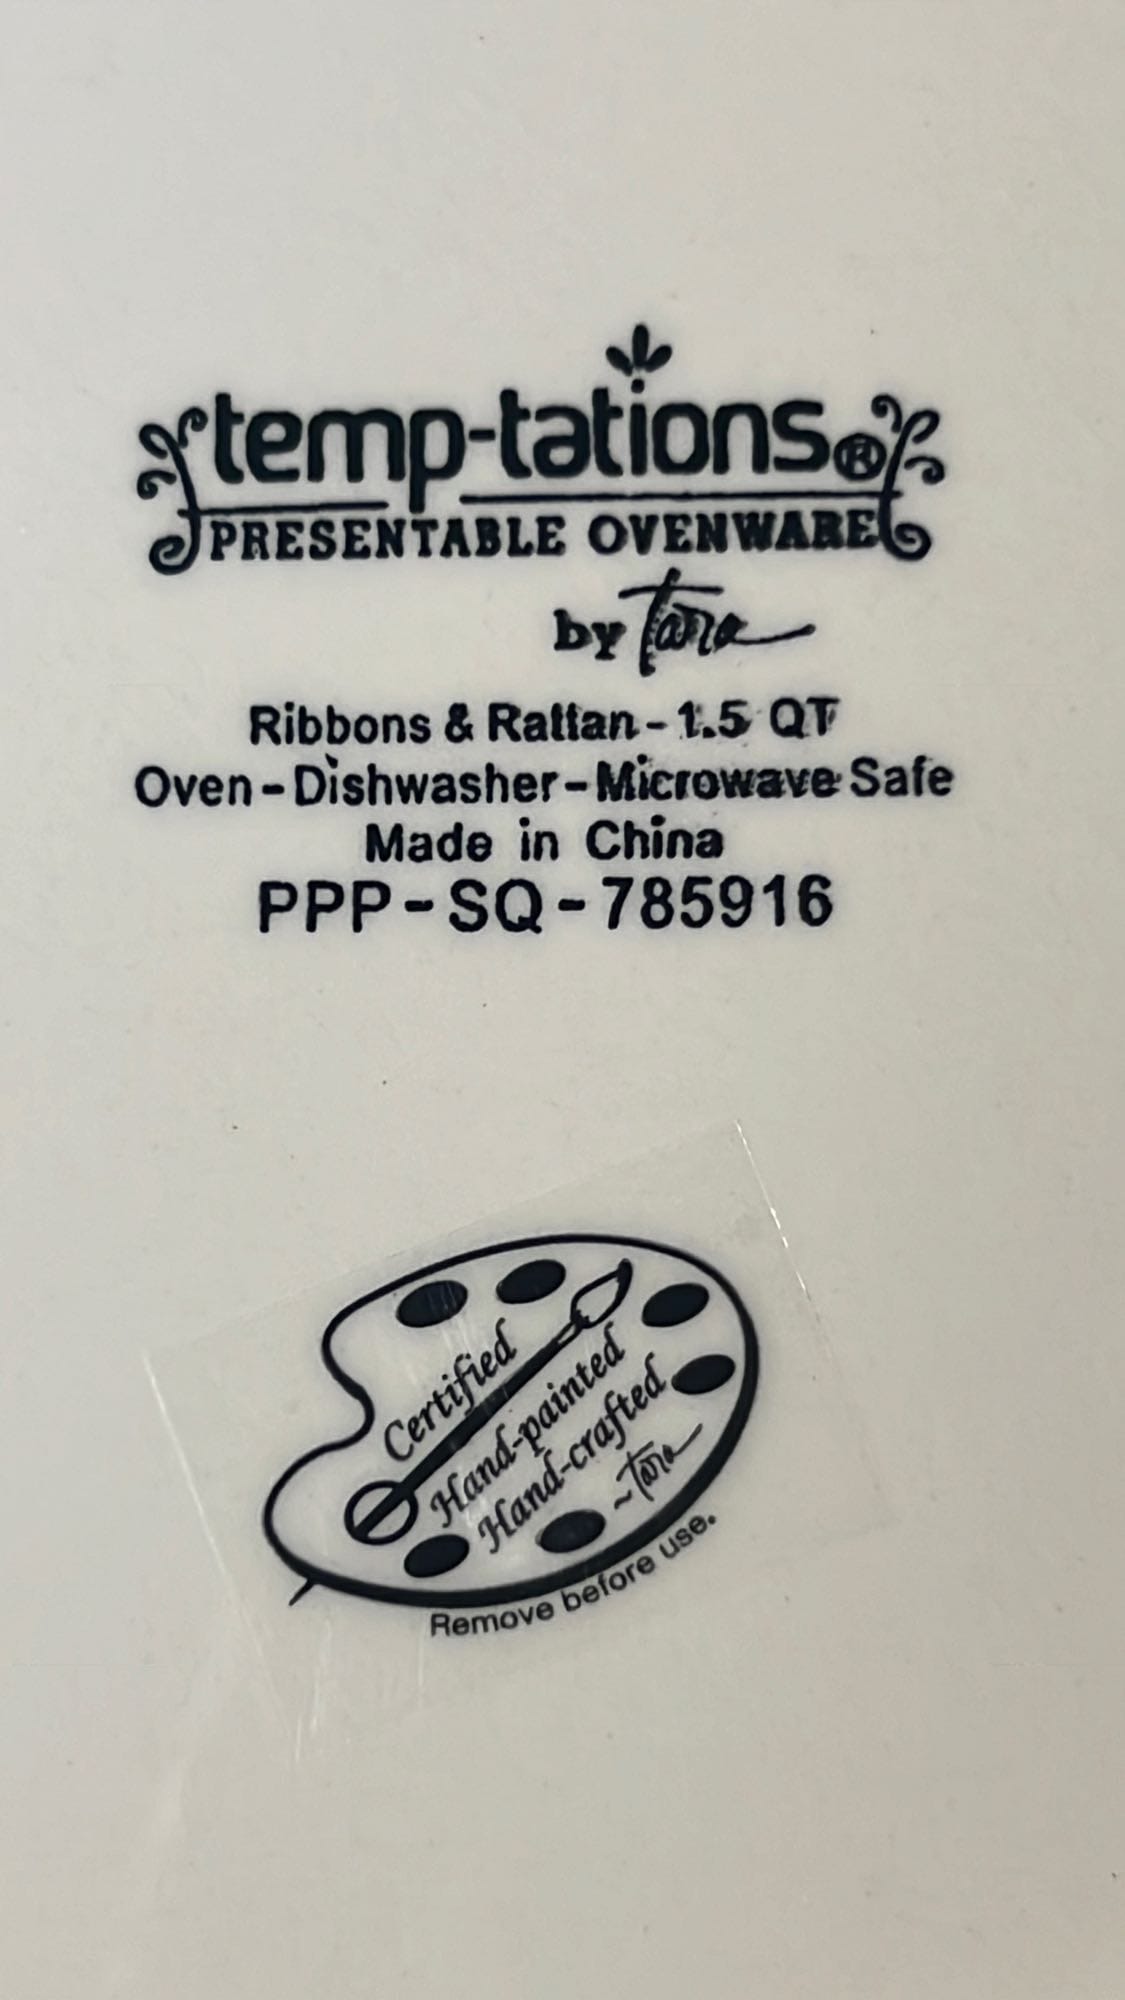 temp-tations®
PRESENTABLE OVENWARE
by Tara
Ribbons & Rattan - 1.5 QT
Oven - Dishwasher - Microwave Safe
Made in China
PPP - SQ - 785916
Certified
Hand-painted
Hand-crafted
~ Tara
Remove before use.